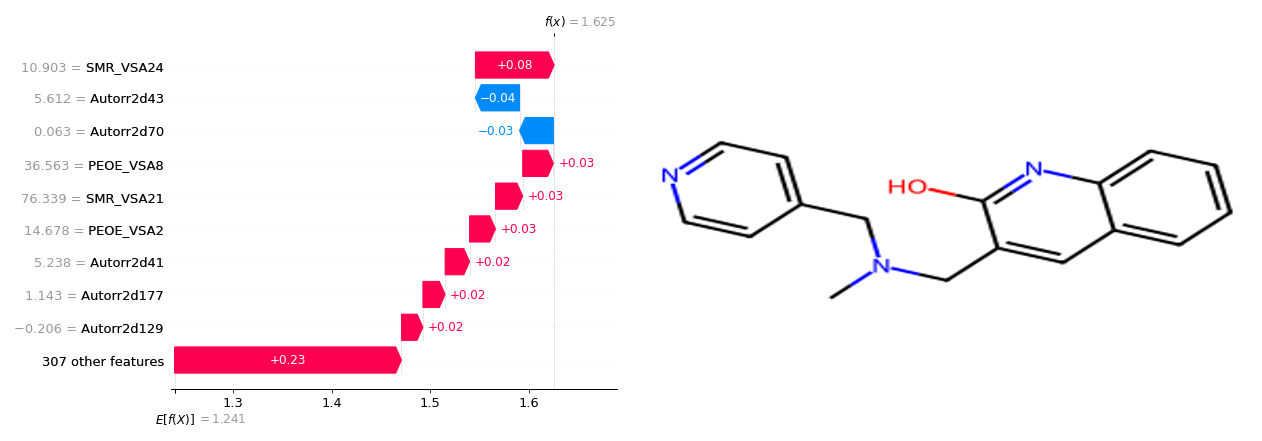 f(x) = 1.625
10.903 = SMR_VSA24
+0.08
5.612 = Autorr2d43
−0.04
0.063 = Autorr2d70
−0.03
36.563 = PEOE_VSA8
+0.03
76.339 = SMR_VSA21
+0.03
14.678 = PEOE_VSA2
+0.03
5.238 = Autorr2d41
+0.02
1.143 = Autorr2d177
+0.02
−0.206 = Autorr2d129
+0.02
307 other features
+0.23
1.3 1.4 1.5 1.6
E[f(X)] = 1.241
N
HO
N
N